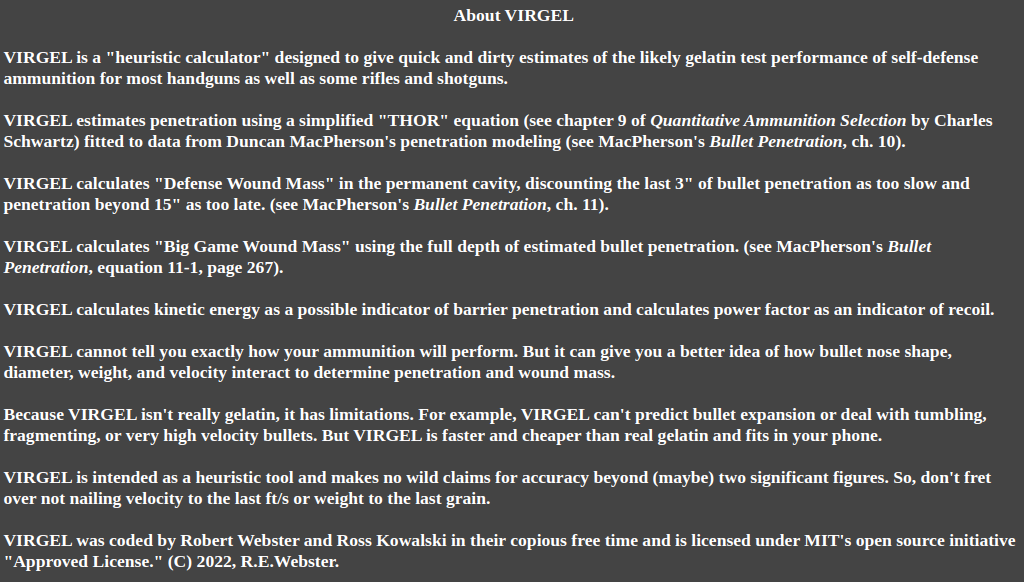 About VIRGEL
VIRGEL is a "heuristic calculator" designed to give quick and dirty estimates of the likely gelatin test performance of self-defense
ammunition for most handguns as well as some rifles and shotguns.
VIRGEL estimates penetration using a simplified "THOR" equation (see chapter 9 of Quantitative Ammunition Selection by Charles
Schwartz) fitted to data from Duncan MacPherson's penetration modeling (see MacPherson's Bullet Penetration, ch. 10).
VIRGEL calculates "Defense Wound Mass" in the permanent cavity, discounting the last 3" of bullet penetration as too slow and
penetration beyond 15" as too late. (see MacPherson's Bullet Penetration, ch. 11).
VIRGEL calculates "Big Game Wound Mass" using the full depth of estimated bullet penetration. (see MacPherson's Bullet
Penetration, equation 11-1, page 267).
VIRGEL calculates kinetic energy as a possible indicator of barrier penetration and calculates power factor as an indicator of recoil.
VIRGEL cannot tell you exactly how your ammunition will perform. But it can give you a better idea of how bullet nose shape,
diameter, weight, and velocity interact to determine penetration and wound mass.
Because VIRGEL isn't really gelatin, it has limitations. For example, VIRGEL can't predict bullet expansion or deal with tumbling,
fragmenting, or very high velocity bullets. But VIRGEL is faster and cheaper than real gelatin and fits in your phone.
VIRGEL is intended as a heuristic tool and makes no wild claims for accuracy beyond (maybe) two significant figures. So, don't fret
over not nailing velocity to the last ft/s or weight to the last grain.
VIRGEL was coded by Robert Webster and Ross Kowalski in their copious free time and is licensed under MIT's open source initiative
"Approved License." (C) 2022, R.E.Webster.